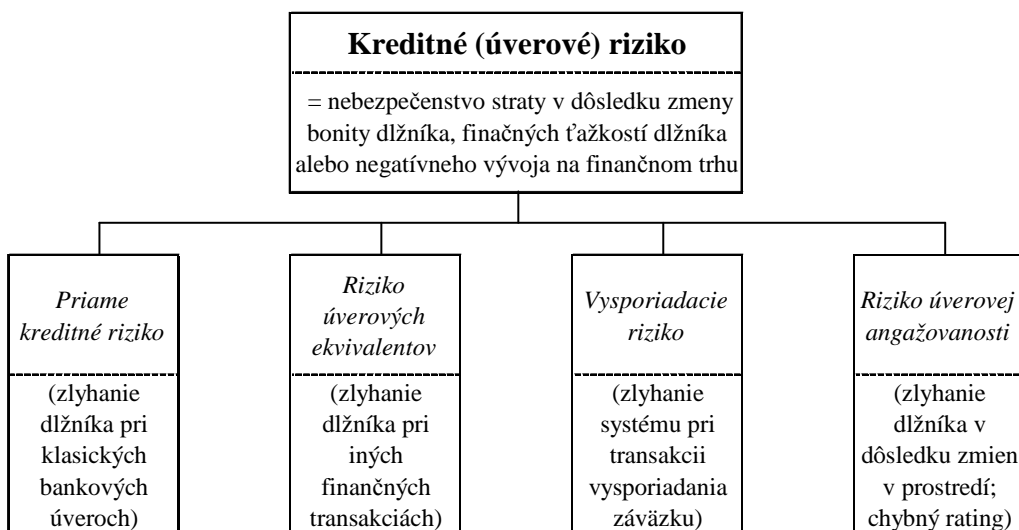 Kreditné (úverové) riziko
= nebezpečenstvo straty v dôsledku zmeny
bonity dlžníka, finačných ťažkostí dlžníka
alebo negatívneho vývoja na finančnom trhu
Priame
kreditné riziko
(zlyhanie
dlžníka pri
klasických
bankových
úveroch)
Riziko
úverových
ekvivalentov
(zlyhanie
dlžníka pri
iných
finančných
transakciách)
Vysporiadacie
riziko
(zlyhanie
systému pri
transakcii
vysporiadania
záväzku)
Riziko úverovej
angažovanosti
(zlyhanie
dlžníka v
dôsledku zmien
v prostredí;
chybný rating)